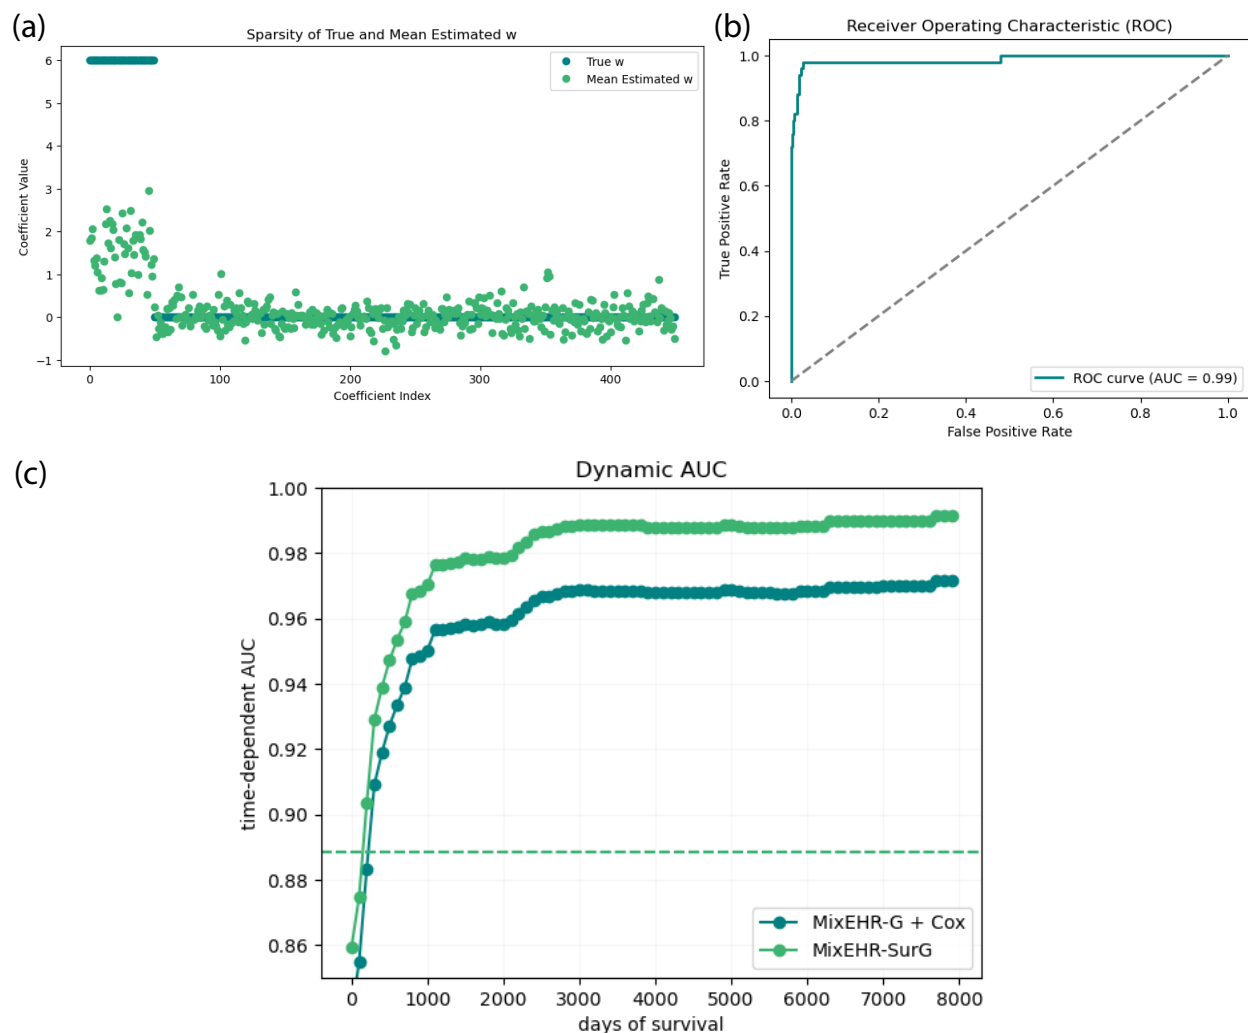 (a)
Sparsity of True and Mean Estimated w
6
5
4
3
2
1
0
−1
Coefficient Value
True w
Mean Estimated w
0
100
200
300
400
Coefficient Index
(b)
Receiver Operating Characteristic (ROC)
1.0
0.8
0.6
0.4
0.2
0.0
True Positive Rate
ROC curve (AUC = 0.99)
0.0
0.2
0.4
0.6
0.8
1.0
False Positive Rate
(c)
Dynamic AUC
1.00
0.98
0.96
0.94
0.92
0.90
0.88
0.86
time-dependent AUC
MixEHR-G + Cox
MixEHR-SurG
0
1000
2000
3000
4000
5000
6000
7000
8000
days of survival